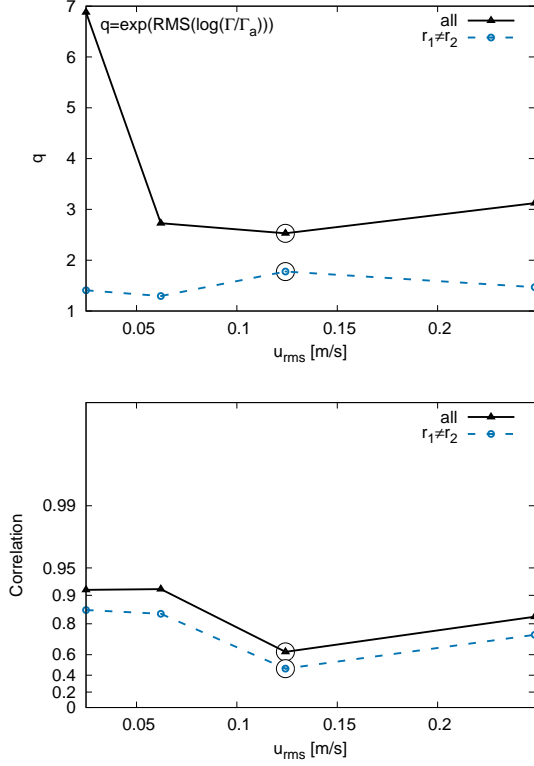 q=exp(RMS(log(Γ/Γa)))
all
r1≠r2
7
6
5
4
3
2
1
q
0.05
0.1
0.15
0.2
urms [m/s]
all
r1≠r2
0.99
0.95
0.9
0.8
0.6
0.4
0.2
0
Correlation
0.05
0.1
0.15
0.2
urms [m/s]